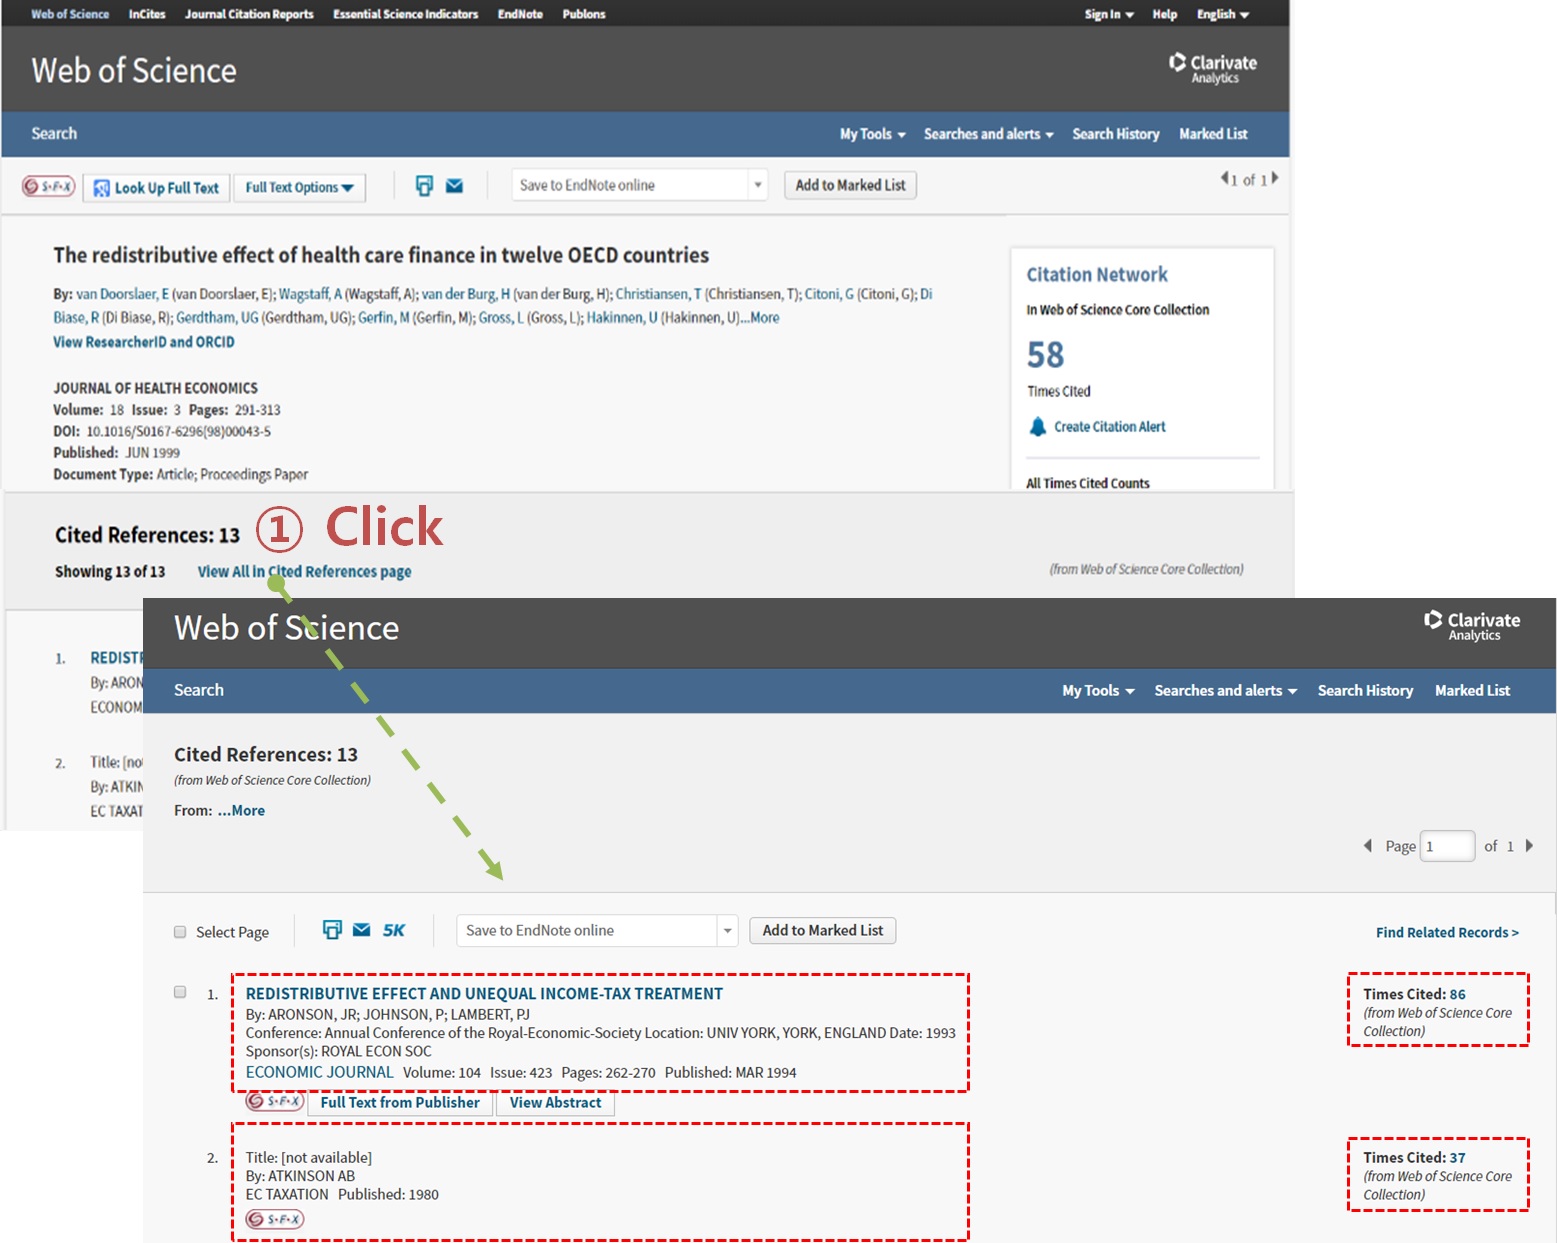 Web of Science InCites Journal Citation Reports Essential Science Indicators EndNote Publons Sign In Help English
Web of Science
Clarivate
Analytics
Search My Tools Searches and alerts Search History Marked List
S·F·X Look Up Full Text Full Text Options Save to EndNote online Add to Marked List 1 of 1
The redistributive effect of health care finance in twelve OECD countries
By: van Doorslaer, E (van Doorslaer, E); Wagstaff, A (Wagstaff, A); van der Burg, H (van der Burg, H); Christiansen, T (Christiansen, T); Citoni, G (Citoni, G); Di
Biase, R (Di Biase, R); Gerdtham, UG (Gerdtham, UG); Gerfin, M (Gerfin, M); Gross, L (Gross, L); Hakinnen, U (Hakinnen, U)...More
View ResearcherID and ORCID
JOURNAL OF HEALTH ECONOMICS
Volume: 18 Issue: 3 Pages: 291-313
DOI: 10.1016/S0167-6296(98)00043-5
Published: JUN 1999
Document Type: Article; Proceedings Paper
Citation Network
In Web of Science Core Collection
58
Times Cited
Create Citation Alert
All Times Cited Counts
Cited References: 13 ① Click
Showing 13 of 13 View All in Cited References page (from Web of Science Core Collection)
1. REDISTR
By: ARON
ECONOM
2. Title: [no
By: ATKIN
EC TAXAT
Web of Science
Clarivate
Analytics
Search My Tools Searches and alerts Search History Marked List
Cited References: 13
(from Web of Science Core Collection)
From: ...More
Page 1 of 1
Select Page 5K Save to EndNote online Add to Marked List Find Related Records >
1. REDISTRIBUTIVE EFFECT AND UNEQUAL INCOME-TAX TREATMENT
By: ARONSON, JR; JOHNSON, P; LAMBERT, PJ
Conference: Annual Conference of the Royal-Economic-Society Location: UNIV YORK, YORK, ENGLAND Date: 1993
Sponsor(s): ROYAL ECON SOC
ECONOMIC JOURNAL Volume: 104 Issue: 423 Pages: 262-270 Published: MAR 1994
Times Cited: 86
(from Web of Science Core
Collection)
S·F·X Full Text from Publisher View Abstract
2. Title: [not available]
By: ATKINSON AB
EC TAXATION Published: 1980
S·F·X
Times Cited: 37
(from Web of Science Core
Collection)